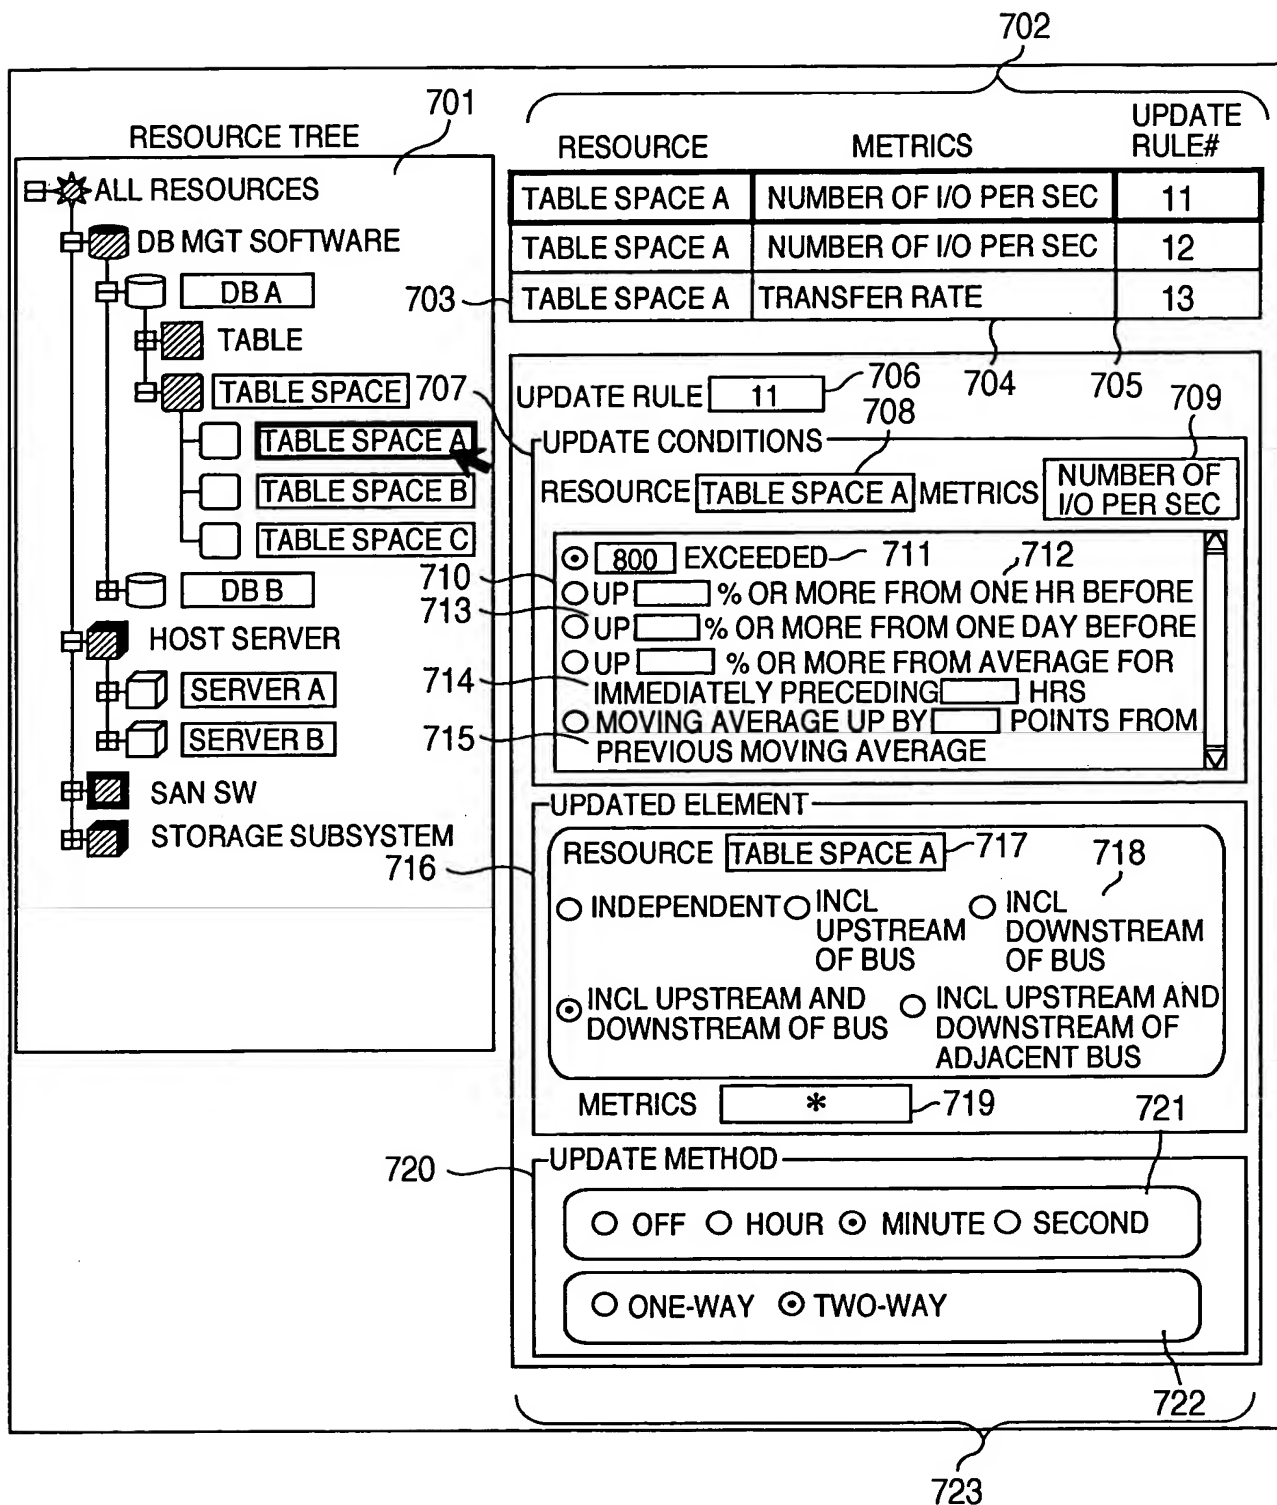 702
701
RESOURCE TREE
ALL RESOURCES
DB MGT SOFTWARE
DB A
TABLE
TABLE SPACE
TABLE SPACE A
TABLE SPACE B
TABLE SPACE C
DB B
HOST SERVER
SERVER A
SERVER B
SAN SW
STORAGE SUBSYSTEM
RESOURCE METRICS UPDATE RULE#
TABLE SPACE A NUMBER OF I/O PER SEC 11
TABLE SPACE A NUMBER OF I/O PER SEC 12
703 TABLE SPACE A TRANSFER RATE 13
704 705
707 UPDATE RULE 11 706
708 709
UPDATE CONDITIONS
RESOURCE TABLE SPACE A METRICS NUMBER OF
I/O PER SEC
800 EXCEEDED 711 712
710 UP % OR MORE FROM ONE HR BEFORE
713 UP % OR MORE FROM ONE DAY BEFORE
UP % OR MORE FROM AVERAGE FOR
714 IMMEDIATELY PRECEDING HRS
MOVING AVERAGE UP BY POINTS FROM
715 PREVIOUS MOVING AVERAGE
UPDATED ELEMENT
716 RESOURCE TABLE SPACE A 717 718
INDEPENDENT
INCL
UPSTREAM
OF BUS
INCL
DOWNSTREAM
OF BUS
INCL UPSTREAM AND
DOWNSTREAM OF BUS
INCL UPSTREAM AND
DOWNSTREAM OF
ADJACENT BUS
METRICS * 719
721
720 UPDATE METHOD
OFF HOUR MINUTE SECOND
ONE-WAY TWO-WAY
722
723